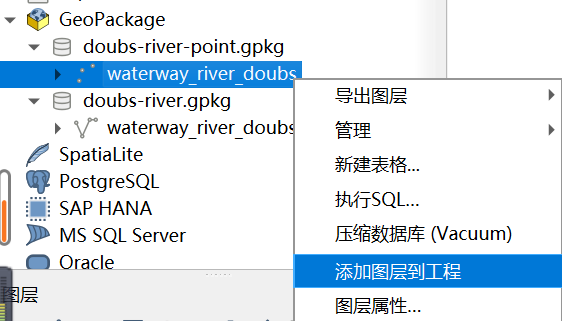 GeoPackage
doubs-river-point.gpkg
waterway_river_doubs
doubs-river.gpkg
waterway_river_doubs
SpatiaLite
PostgreSQL
SAP HANA
MS SQL Server
Oracle
图层
导出图层
管理
新建表格...
执行SQL...
压缩数据库 (Vacuum)
添加图层到工程
图层属性...